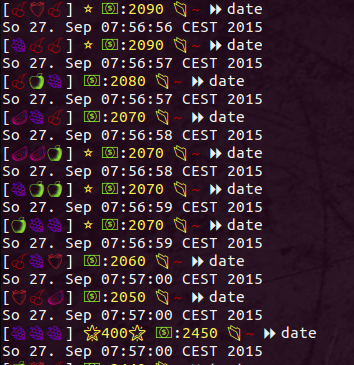 [🍒🍓🍒] ⭐ 💵:2090 📁~ ⏩date
So 27. Sep 07:56:56 CEST 2015
[🍇🍒🍒] ⭐ 💵:2090 📁~ ⏩date
So 27. Sep 07:56:57 CEST 2015
[🍒🍏🍇] 💵:2080 📁~ ⏩date
So 27. Sep 07:56:57 CEST 2015
[🍉🍇🍒] 💵:2070 📁~ ⏩date
So 27. Sep 07:56:58 CEST 2015
[🍉🍉🍏] ⭐ 💵:2070 📁~ ⏩date
So 27. Sep 07:56:58 CEST 2015
[🍇🍏🍏] ⭐ 💵:2070 📁~ ⏩date
So 27. Sep 07:56:59 CEST 2015
[🍏🍇🍇] ⭐ 💵:2070 📁~ ⏩date
So 27. Sep 07:56:59 CEST 2015
[🍒🍇🍓] 💵:2060 📁~ ⏩date
So 27. Sep 07:57:00 CEST 2015
[🍓🍒🍉] 💵:2050 📁~ ⏩date
So 27. Sep 07:57:00 CEST 2015
[🍇🍇🍇] 🌟400🌟 💵:2450 📁~ ⏩date
So 27. Sep 07:57:00 CEST 2015